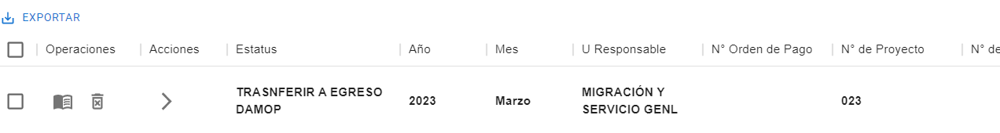 EXPORTAR
Operaciones Acciones Estatus Año Mes U Responsable N° Orden de Pago N° de Proyecto N° de
TRASNFERIR A EGRESO DAMOP 2023 Marzo MIGRACIÓN Y SERVICIO GENL 023